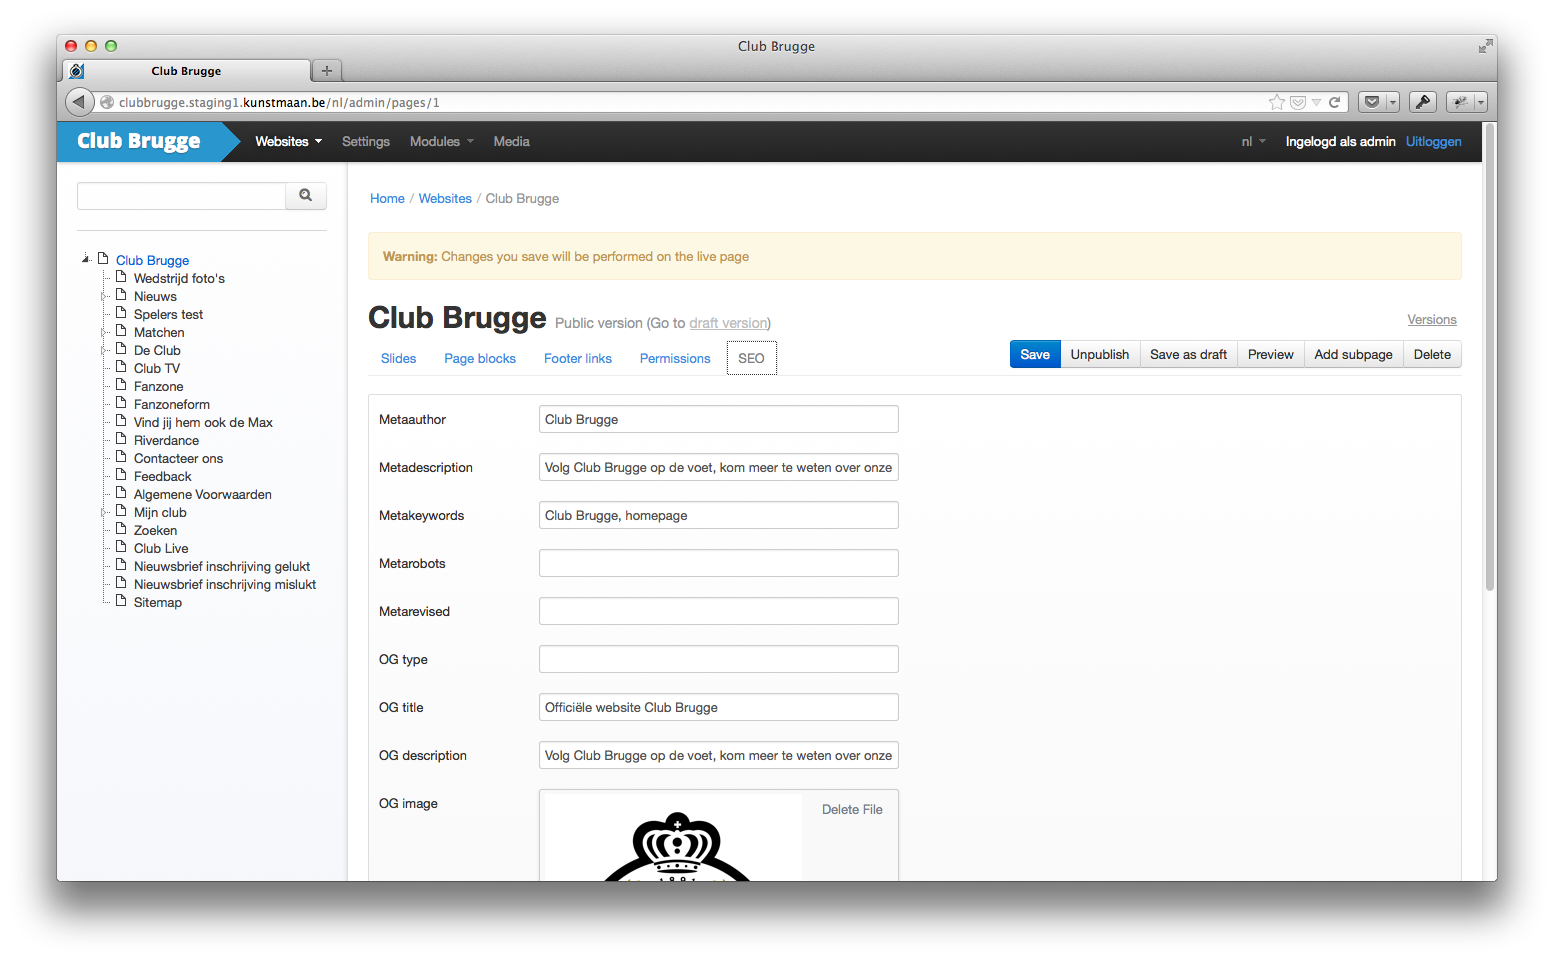 Club Brugge
Club Brugge
clubbrugge.staging1.kunstmaan.be/nl/admin/pages/1
Club Brugge Websites Settings Modules Media nl Ingelogd als admin Uitloggen
Home / Websites / Club Brugge
Warning: Changes you save will be performed on the live page
Club Brugge Public version (Go to draft version)
Versions
Slides Page blocks Footer links Permissions SEO
Save Unpublish Save as draft Preview Add subpage Delete
Club Brugge
Wedstrijd foto's
Nieuws
Spelers test
Matchen
De Club
Club TV
Fanzone
Fanzoneform
Vind jij hem ook de Max
Riverdance
Contacteer ons
Feedback
Algemene Voorwaarden
Mijn club
Zoeken
Club Live
Nieuwsbrief inschrijving gelukt
Nieuwsbrief inschrijving mislukt
Sitemap
Metaauthor Club Brugge
Metadescription Volg Club Brugge op de voet, kom meer te weten over onze
Metakeywords Club Brugge, homepage
Metarobots
Metarevised
OG type
OG title Officiële website Club Brugge
OG description Volg Club Brugge op de voet, kom meer te weten over onze
OG image Delete File